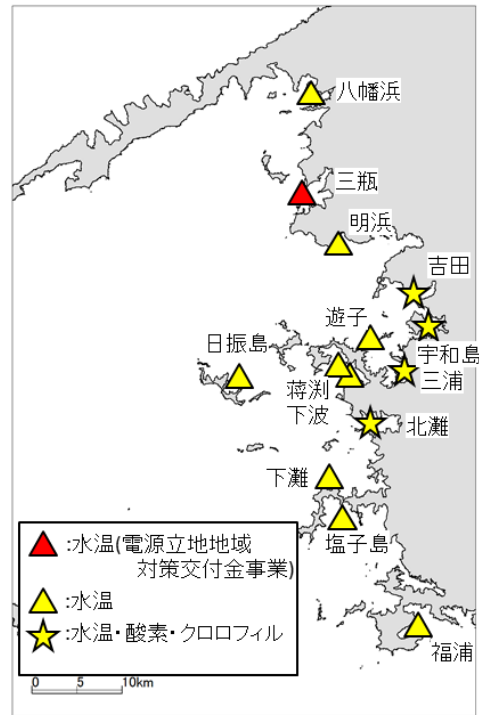 八幡浜
三瓶
明浜
吉田
遊子
日振島
宇和島
三浦
蒋渕
下波
北灘
下灘
塩子島
:水温(電源立地地域
対策交付金事業)
:水温
:水温・酸素・クロロフィル
福浦
0 5 10km